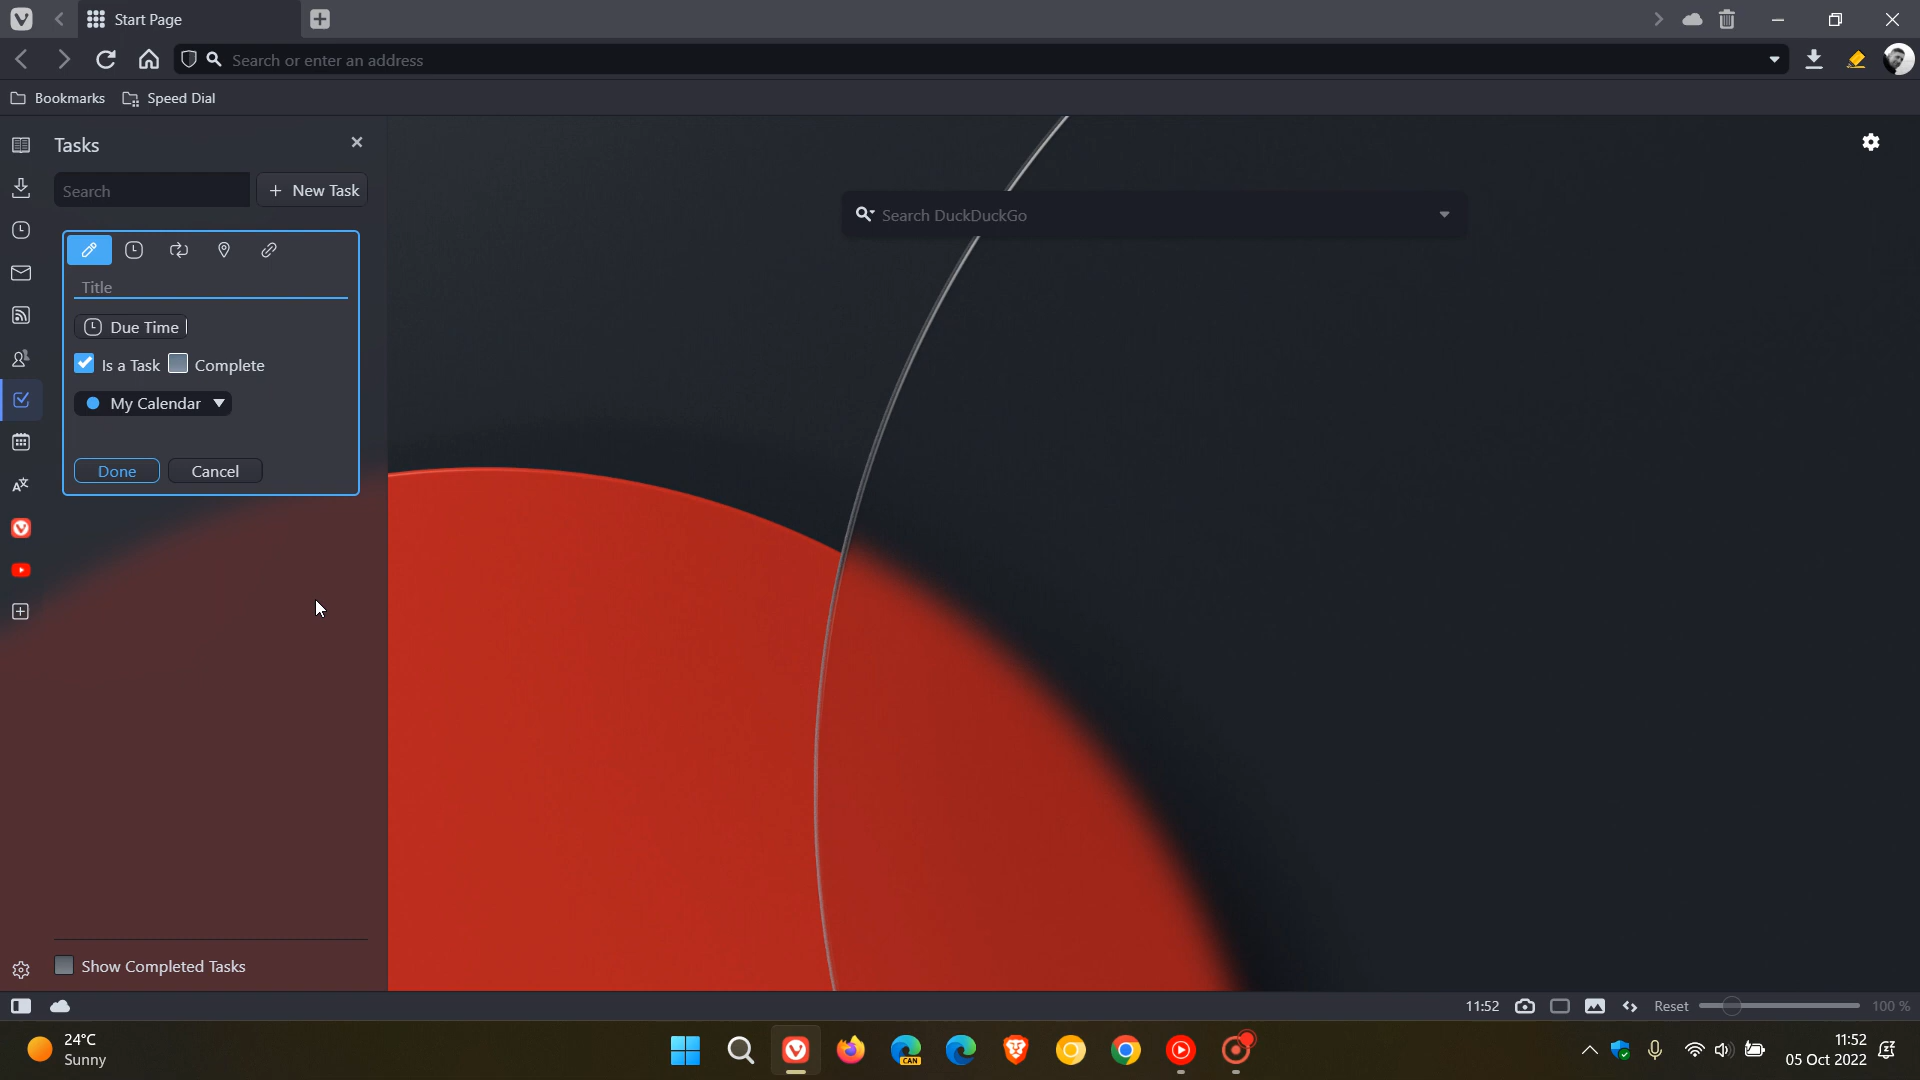 Start Page
Search or enter an address
Bookmarks
Speed Dial
Tasks
Search
New Task
Search DuckDuckGo
Title
Due Time
Is a Task
Complete
My Calendar
Done
Cancel
Show Completed Tasks
11:52
Reset
100 %
24°C
Sunny
CAN
11:52
05 Oct 2022